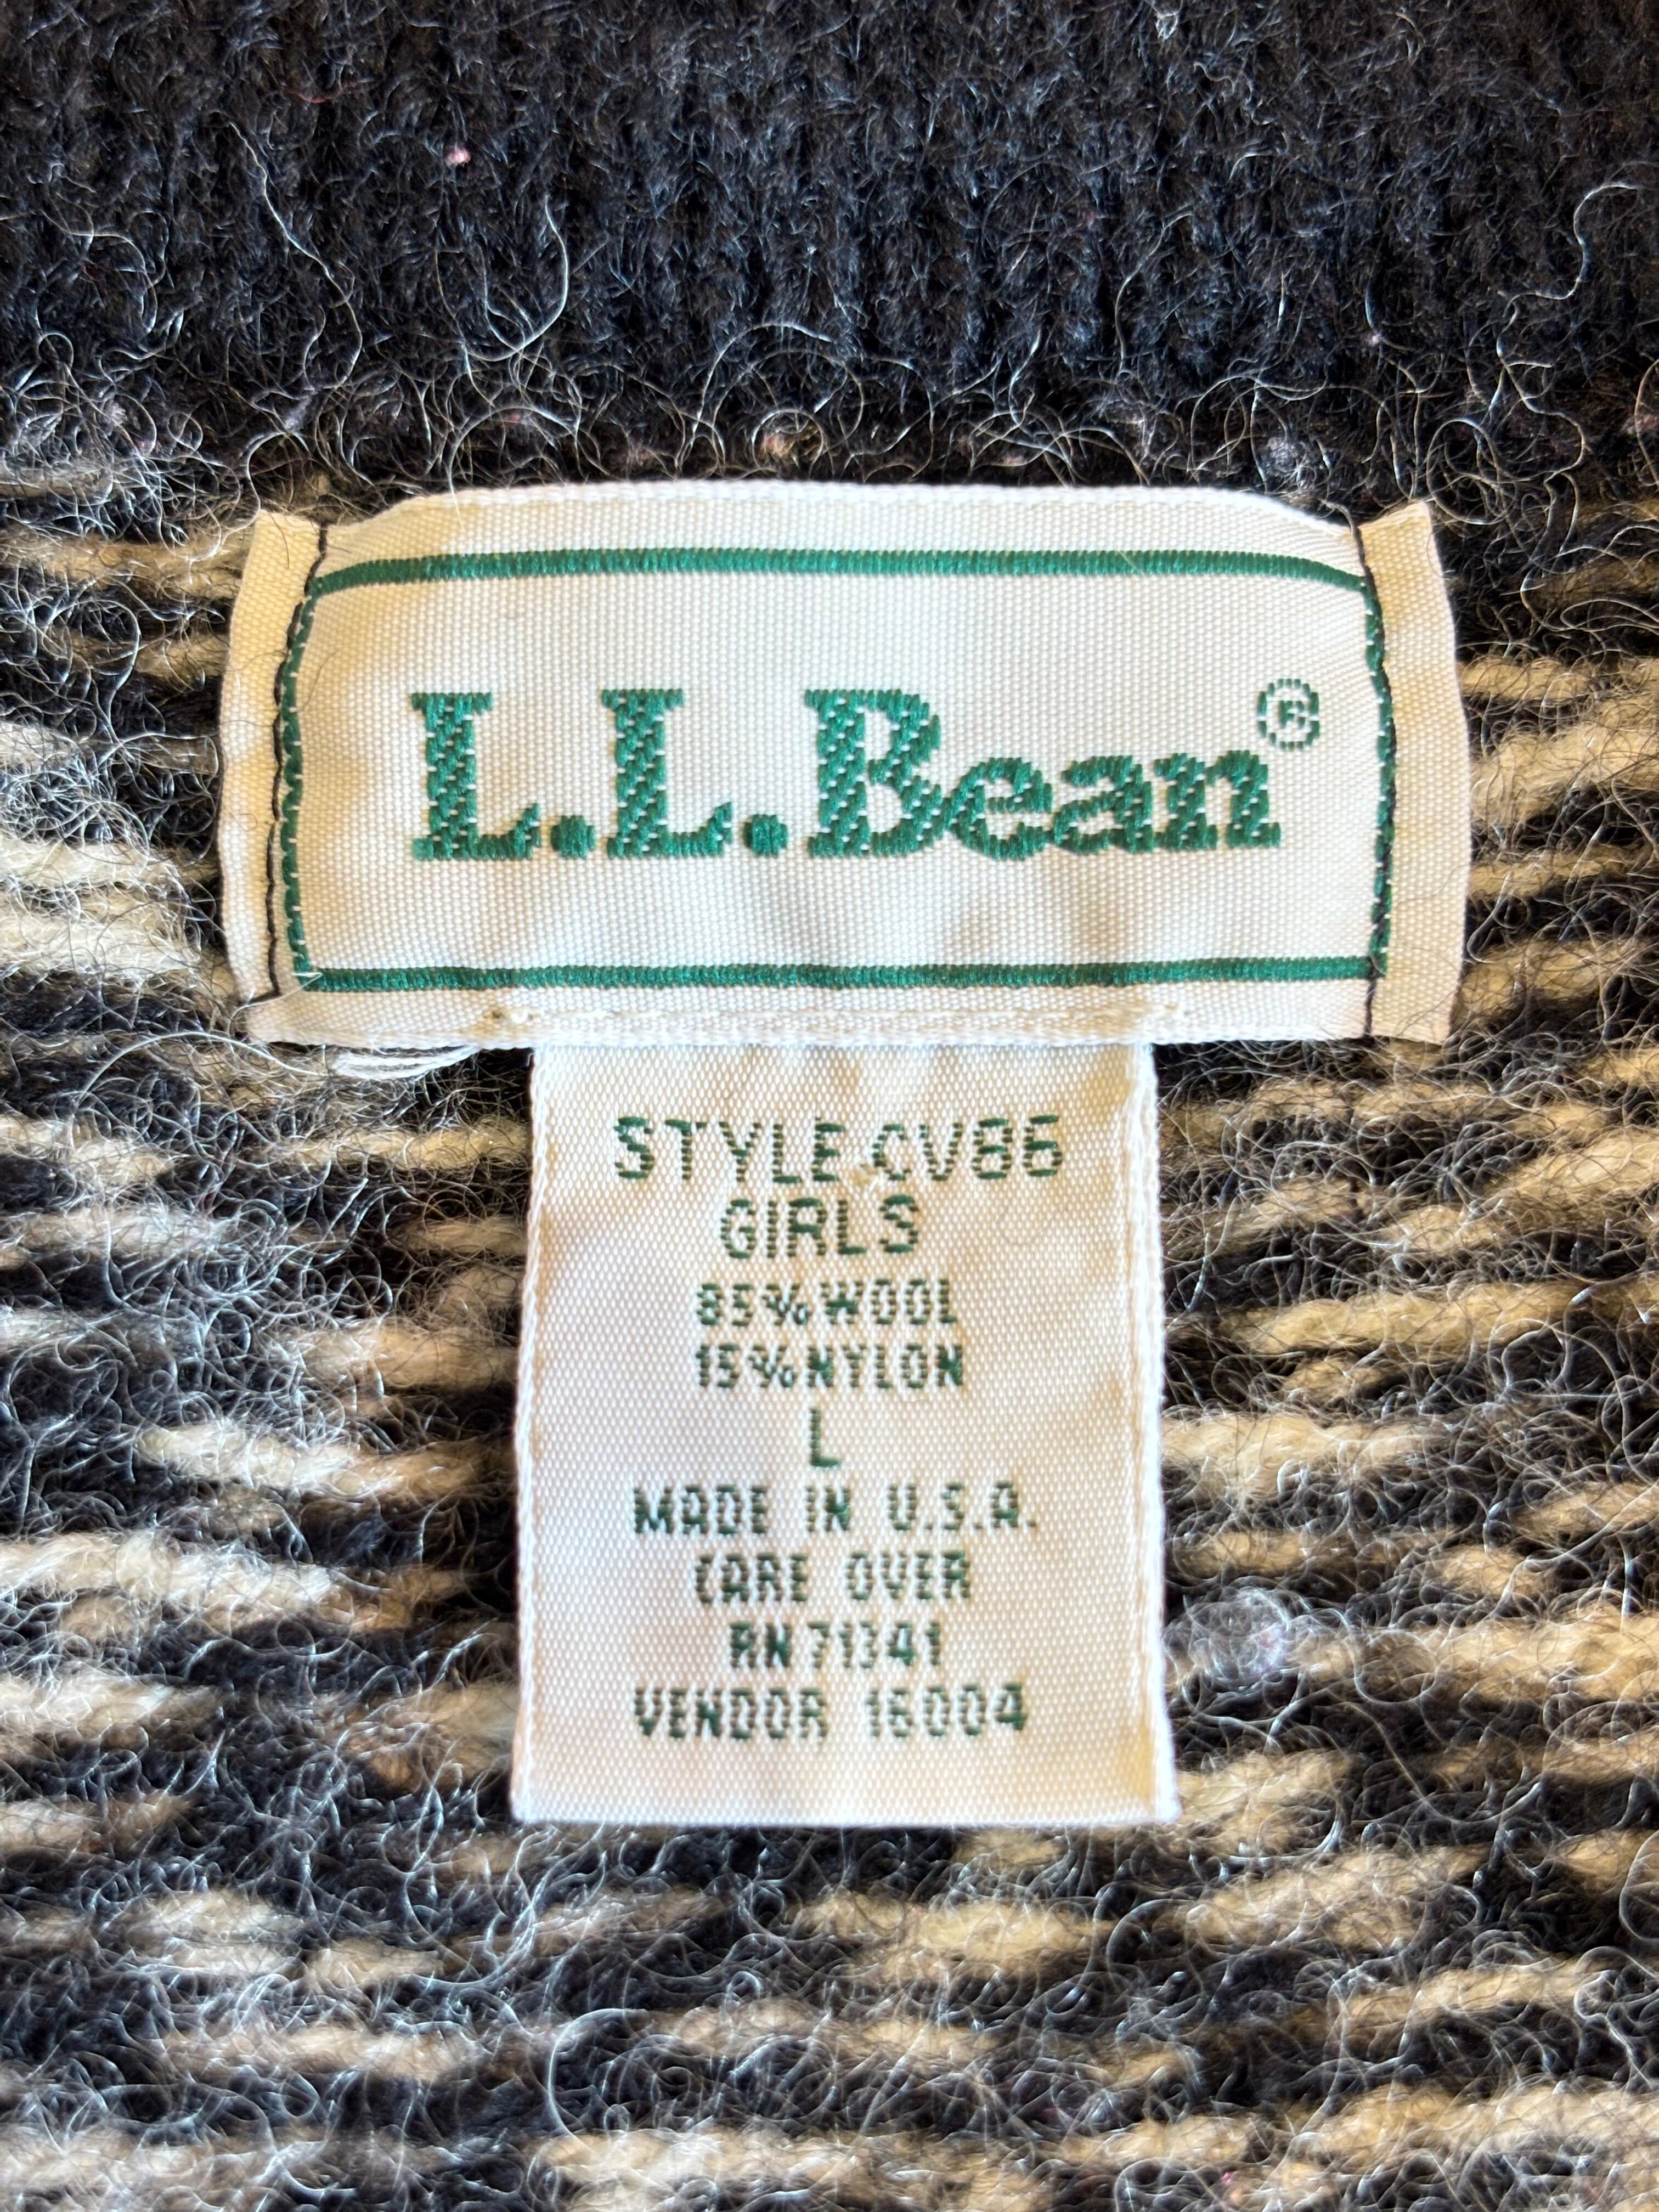 L.L.Bean®
STYLE CV86
GIRLS
85% WOOL
15% NYLON
L
MADE IN U.S.A.
CARE OVER
RN 71341
VENDOR 16004